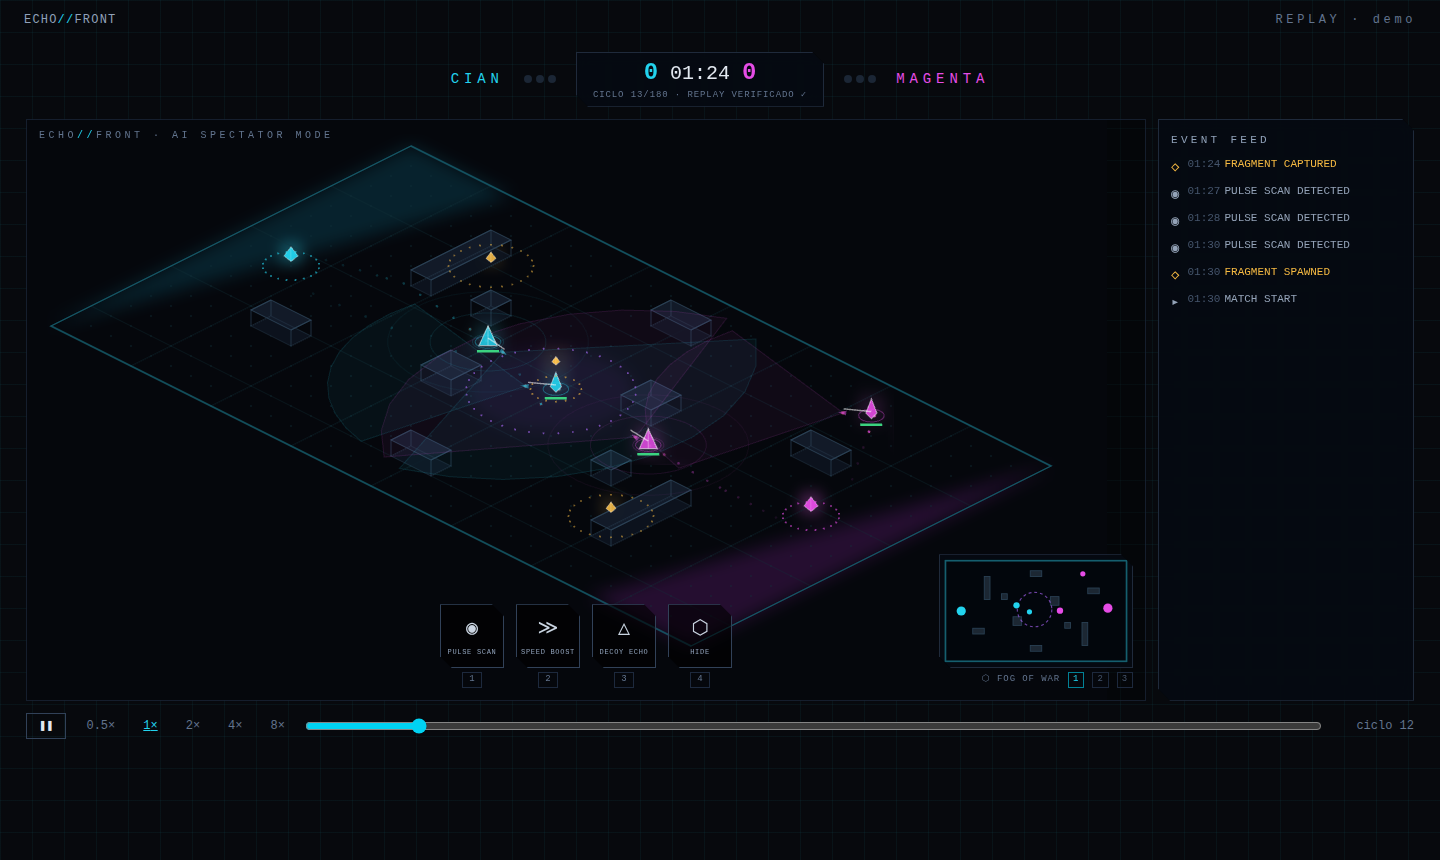 ECHO//FRONT
REPLAY · demo
CIAN
0 01:24 0
MAGENTA
CICLO 13/180 · REPLAY VERIFICADO ✓
ECHO//FRONT · AI SPECTATOR MODE
EVENT FEED
01:24 FRAGMENT CAPTURED
01:27 PULSE SCAN DETECTED
01:28 PULSE SCAN DETECTED
01:30 PULSE SCAN DETECTED
01:30 FRAGMENT SPAWNED
01:30 MATCH START
PULSE SCAN
SPEED BOOST
DECOY ECHO
HIDE
1
2
3
4
FOG OF WAR 1 2 3
0.5× 1× 2× 4× 8×
ciclo 12